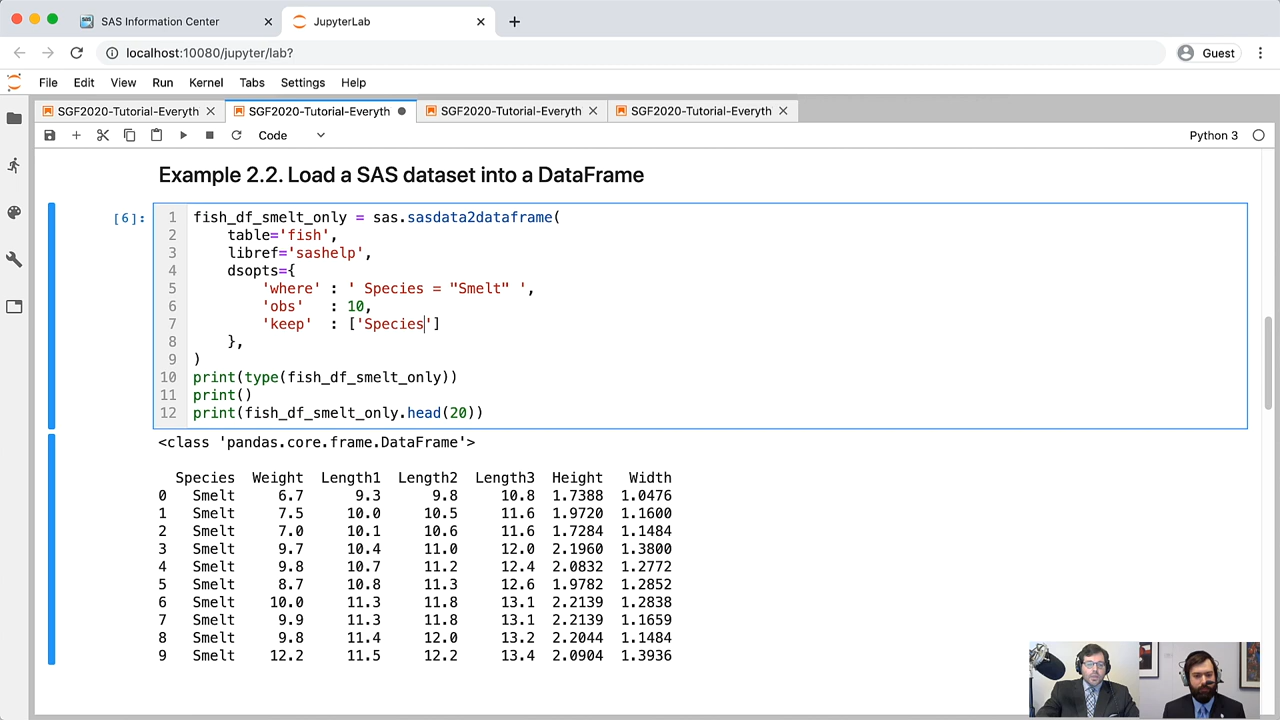 SAS Information Center
JupyterLab
localhost:10080/jupyter/lab?
Guest
File Edit View Run Kernel Tabs Settings Help
SGF2020-Tutorial-Everyth SGF2020-Tutorial-Everyth SGF2020-Tutorial-Everyth SGF2020-Tutorial-Everyth
Code
Python 3
Example 2.2. Load a SAS dataset into a DataFrame
[6]:
1 fish_df_smelt_only = sas.sasdata2dataframe(
2 table='fish',
3 libref='sashelp',
4 dsopts={
5 'where' : ' Species = "Smelt" ',
6 'obs' : 10,
7 'keep' : ['Species']
8 },
9 )
10 print(type(fish_df_smelt_only))
11 print()
12 print(fish_df_smelt_only.head(20))
<class 'pandas.core.frame.DataFrame'>
Species Weight Length1 Length2 Length3 Height Width
0 Smelt 6.7 9.3 9.8 10.8 1.7388 1.0476
1 Smelt 7.5 10.0 10.5 11.6 1.9720 1.1600
2 Smelt 7.0 10.1 10.6 11.6 1.7284 1.1484
3 Smelt 9.7 10.4 11.0 12.0 2.1960 1.3800
4 Smelt 9.8 10.7 11.2 12.4 2.0832 1.2772
5 Smelt 8.7 10.8 11.3 12.6 1.9782 1.2852
6 Smelt 10.0 11.3 11.8 13.1 2.2139 1.2838
7 Smelt 9.9 11.3 11.8 13.1 2.2139 1.1659
8 Smelt 9.8 11.4 12.0 13.2 2.2044 1.1484
9 Smelt 12.2 11.5 12.2 13.4 2.0904 1.3936